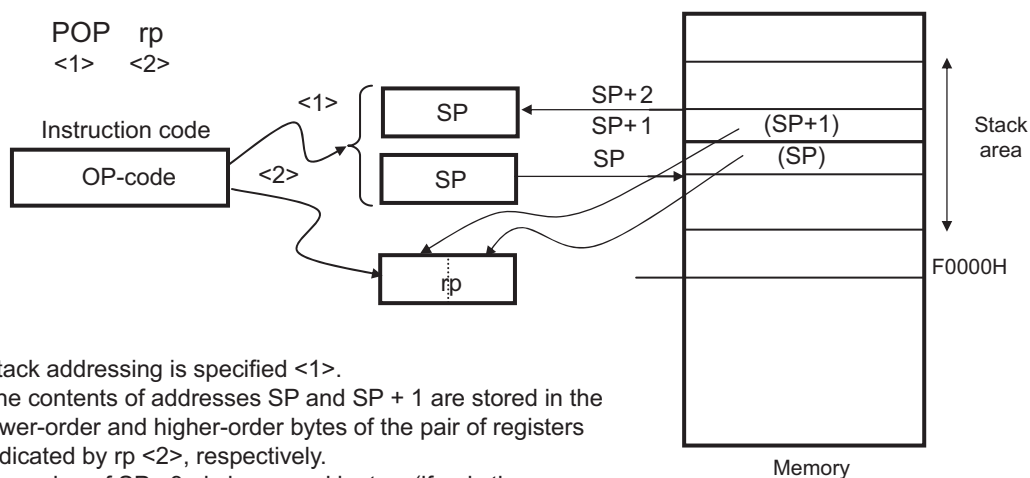 POP rp
<1> <2>
Instruction code
OP-code
<1>
<2>
SP
SP
rp
SP+2
SP+1
SP
(SP+1)
(SP)
Stack
area
F0000H
Memory
tack addressing is specified <1>.
he contents of addresses SP and SP + 1 are stored in the
wer-order and higher-order bytes of the pair of registers
dicated by rp <2>, respectively.